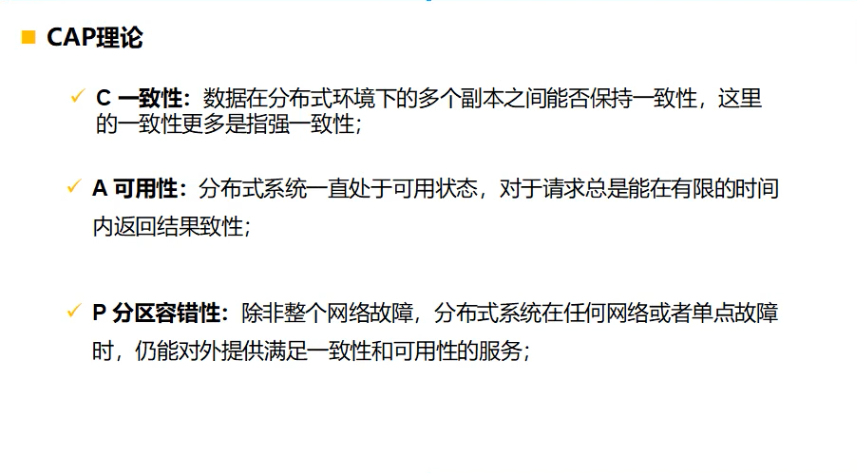 CAP理论
C 一致性：数据在分布式环境下的多个副本之间能否保持一致性，这里
的一致性更多是指强一致性；
A 可用性：分布式系统一直处于可用状态，对于请求总是能在有限的时间
内返回结果致性；
P 分区容错性：除非整个网络故障，分布式系统在任何网络或者单点故障
时，仍能对外提供满足一致性和可用性的服务；